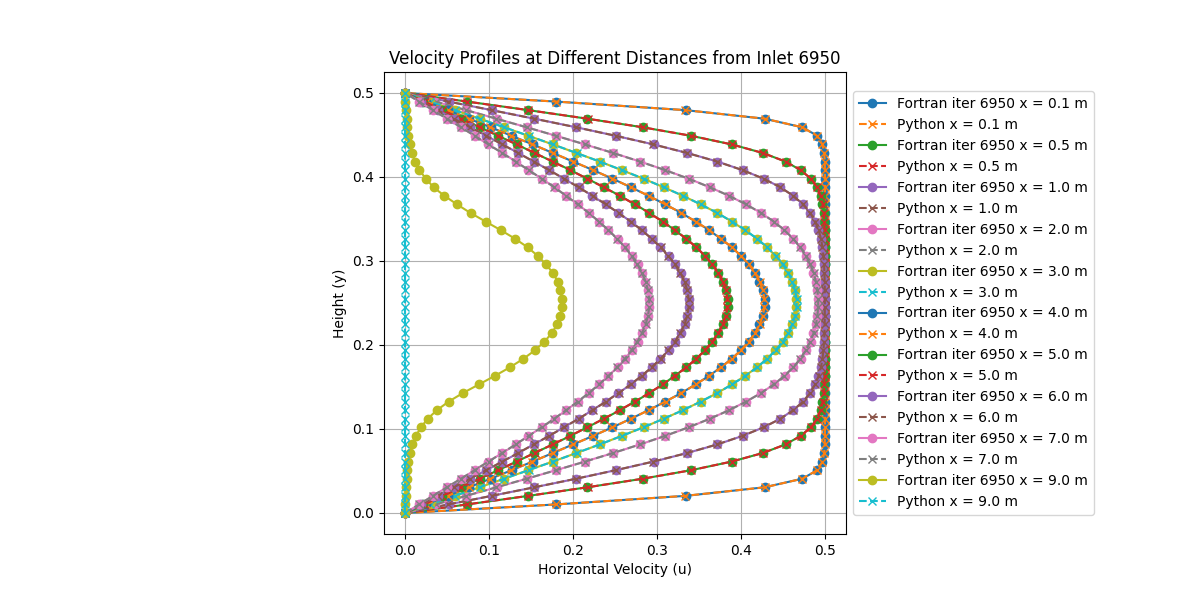 Velocity Profiles at Different Distances from Inlet 6950
Height (y)
0.5
0.4
0.3
0.2
0.1
0.0
0.0 0.1 0.2 0.3 0.4 0.5
Horizontal Velocity (u)
Fortran iter 6950 x = 0.1 m
Python x = 0.1 m
Fortran iter 6950 x = 0.5 m
Python x = 0.5 m
Fortran iter 6950 x = 1.0 m
Python x = 1.0 m
Fortran iter 6950 x = 2.0 m
Python x = 2.0 m
Fortran iter 6950 x = 3.0 m
Python x = 3.0 m
Fortran iter 6950 x = 4.0 m
Python x = 4.0 m
Fortran iter 6950 x = 5.0 m
Python x = 5.0 m
Fortran iter 6950 x = 6.0 m
Python x = 6.0 m
Fortran iter 6950 x = 7.0 m
Python x = 7.0 m
Fortran iter 6950 x = 9.0 m
Python x = 9.0 m